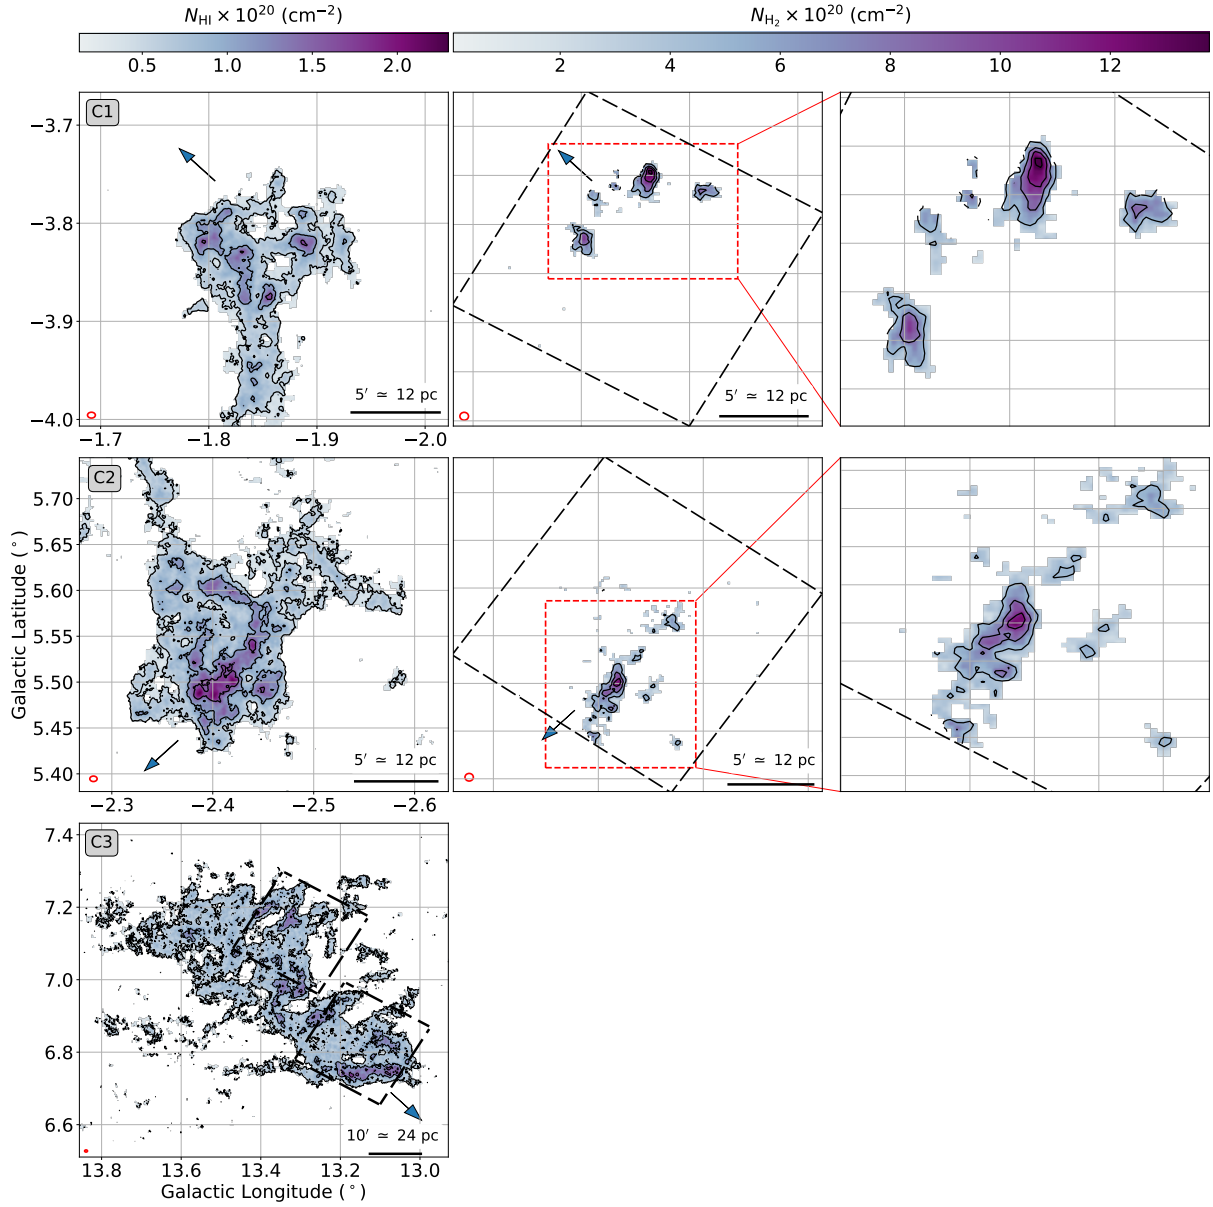 N_HI × 10^20 (cm^−2)
N_H_2 × 10^20 (cm^−2)
0.5 1.0 1.5 2.0
2 4 6 8 10 12
C1
−3.7
−3.8
−3.9
−4.0
5′ ≃ 12 pc
5′ ≃ 12 pc
−1.7 −1.8 −1.9 −2.0
C2
5.70
5.65
5.60
5.55
5.50
5.45
5.40
Galactic Latitude (°)
5′ ≃ 12 pc
5′ ≃ 12 pc
−2.3 −2.4 −2.5 −2.6
C3
7.4
7.2
7.0
6.8
6.6
10′ ≃ 24 pc
13.8 13.6 13.4 13.2 13.0
Galactic Longitude (°)